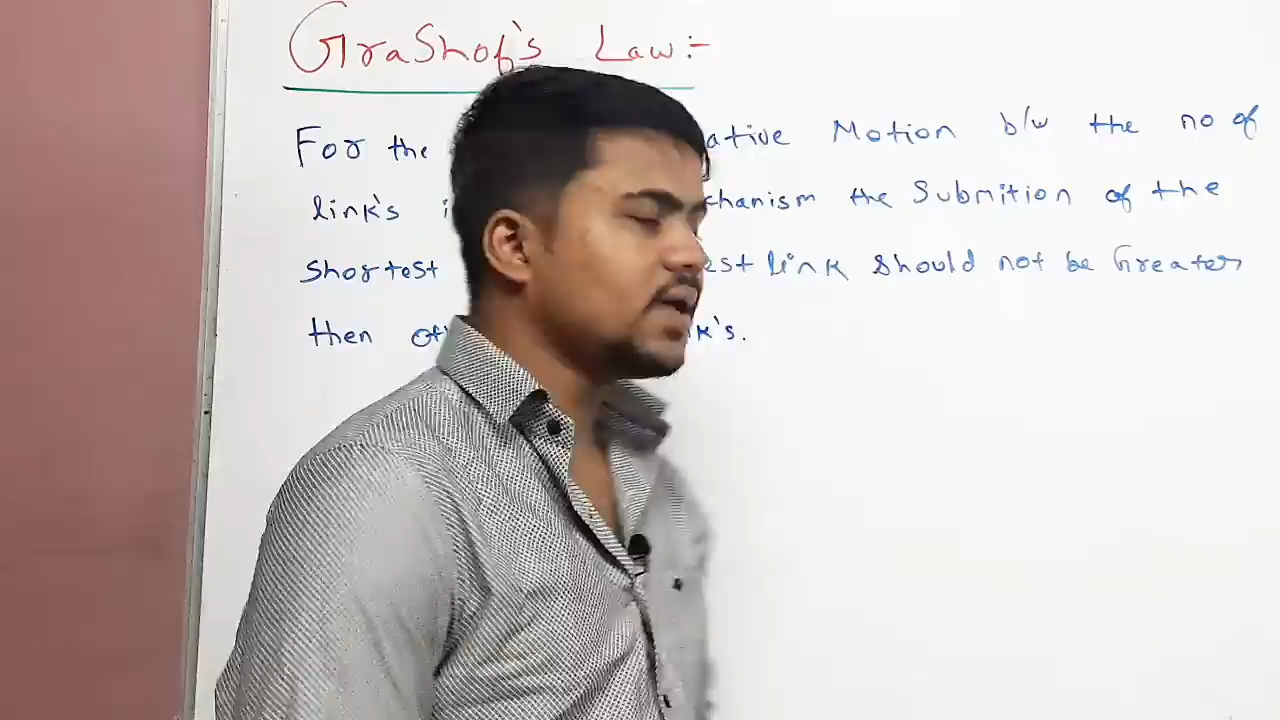 GraShof's Law:-
For the ative Motion b/w the no of
link's i chanism the Submition of the
shortest est link should not be Greater
then ot k's.